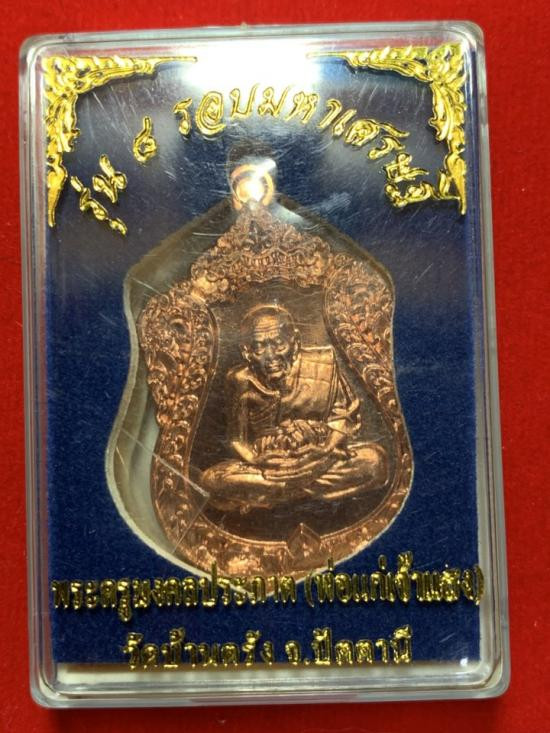 รุ่น ๘ รอบมหาเศรษฐี
พระครูมงคลประภาต (พ่อแก่เจ้าแสง)
วัดบ้านตรัง จ.ปัตตานี